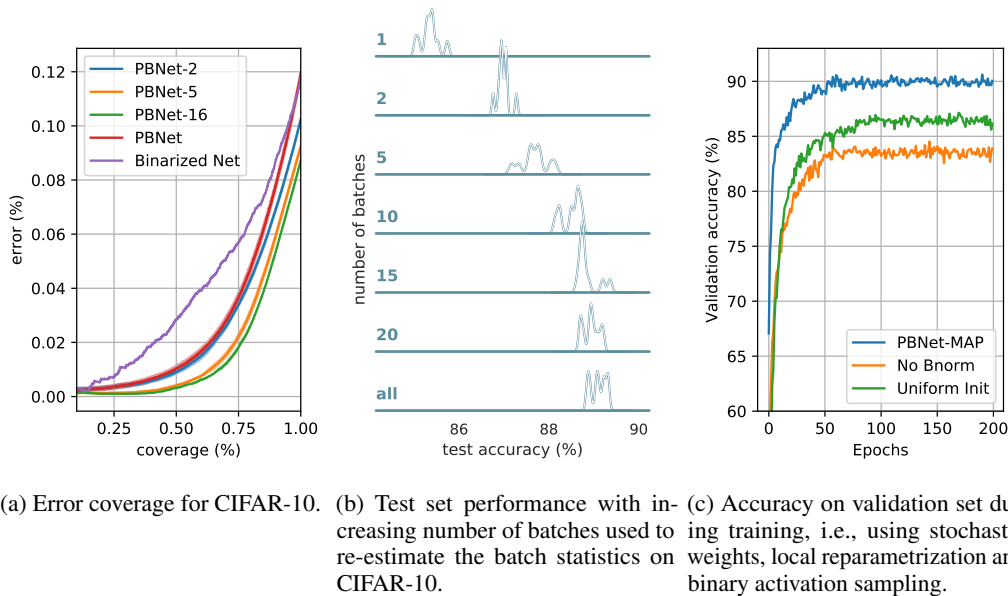 0.12
0.10
0.08
0.06
0.04
0.02
0.00
error (%)
PBNet-2
PBNet-5
PBNet-16
PBNet
Binarized Net
0.25 0.50 0.75 1.00
coverage (%)
number of batches
1
2
5
10
15
20
all
86 88 90
test accuracy (%)
Validation accuracy (%)
90
85
80
75
70
65
60
PBNet-MAP
No Bnorm
Uniform Init
0 50 100 150 200
Epochs
(a) Error coverage for CIFAR-10.
(b) Test set performance with in-
creasing number of batches used to
re-estimate the batch statistics on
CIFAR-10.
(c) Accuracy on validation set du
ing training, i.e., using stochast
weights, local reparametrization an
binary activation sampling.